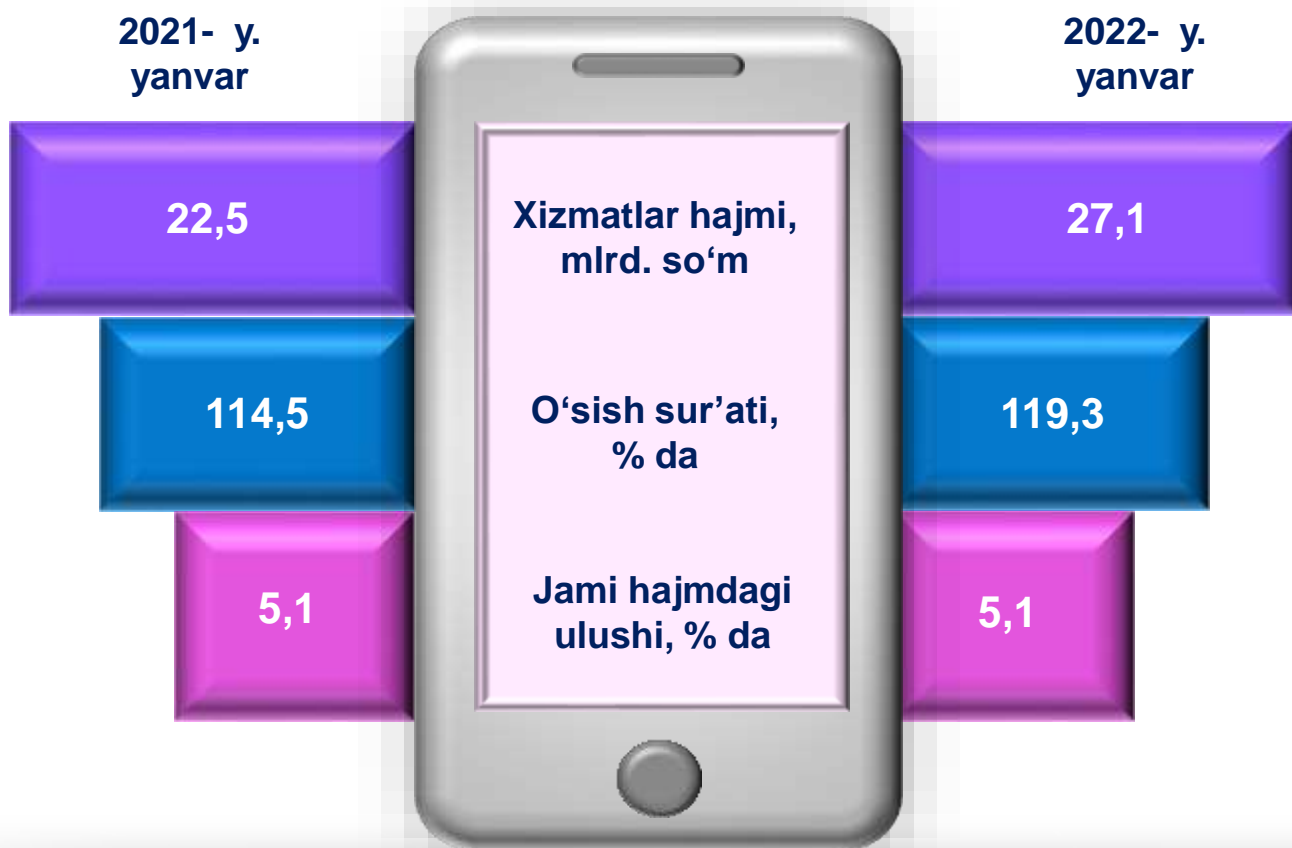 2021- y.
yanvar
2022- y.
yanvar
22,5
Xizmatlar hajmi,
mlrd. so‘m
27,1
114,5
O‘sish sur’ati,
% da
119,3
5,1
Jami hajmdagi
ulushi, % da
5,1